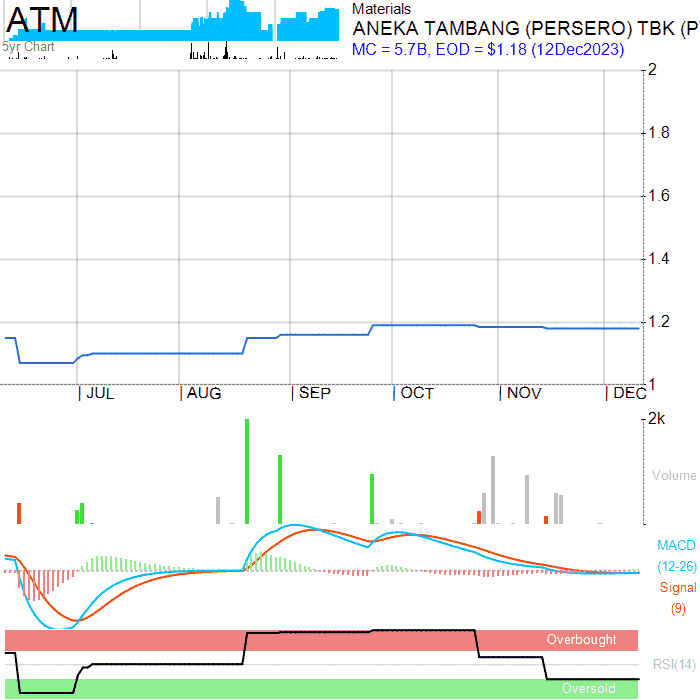 ATM
Materials
ANEKA TAMBANG (PERSERO) TBK (P
5yr Chart
MC = 5.7B, EOD = $1.18 (12Dec2023)
2
1.8
1.6
1.4
1.2
1
| JUL | AUG | SEP | OCT | NOV | DEC
2k
Volume
MACD
(12-26)
Signal
(9)
Overbought
RSI(14)
Oversold